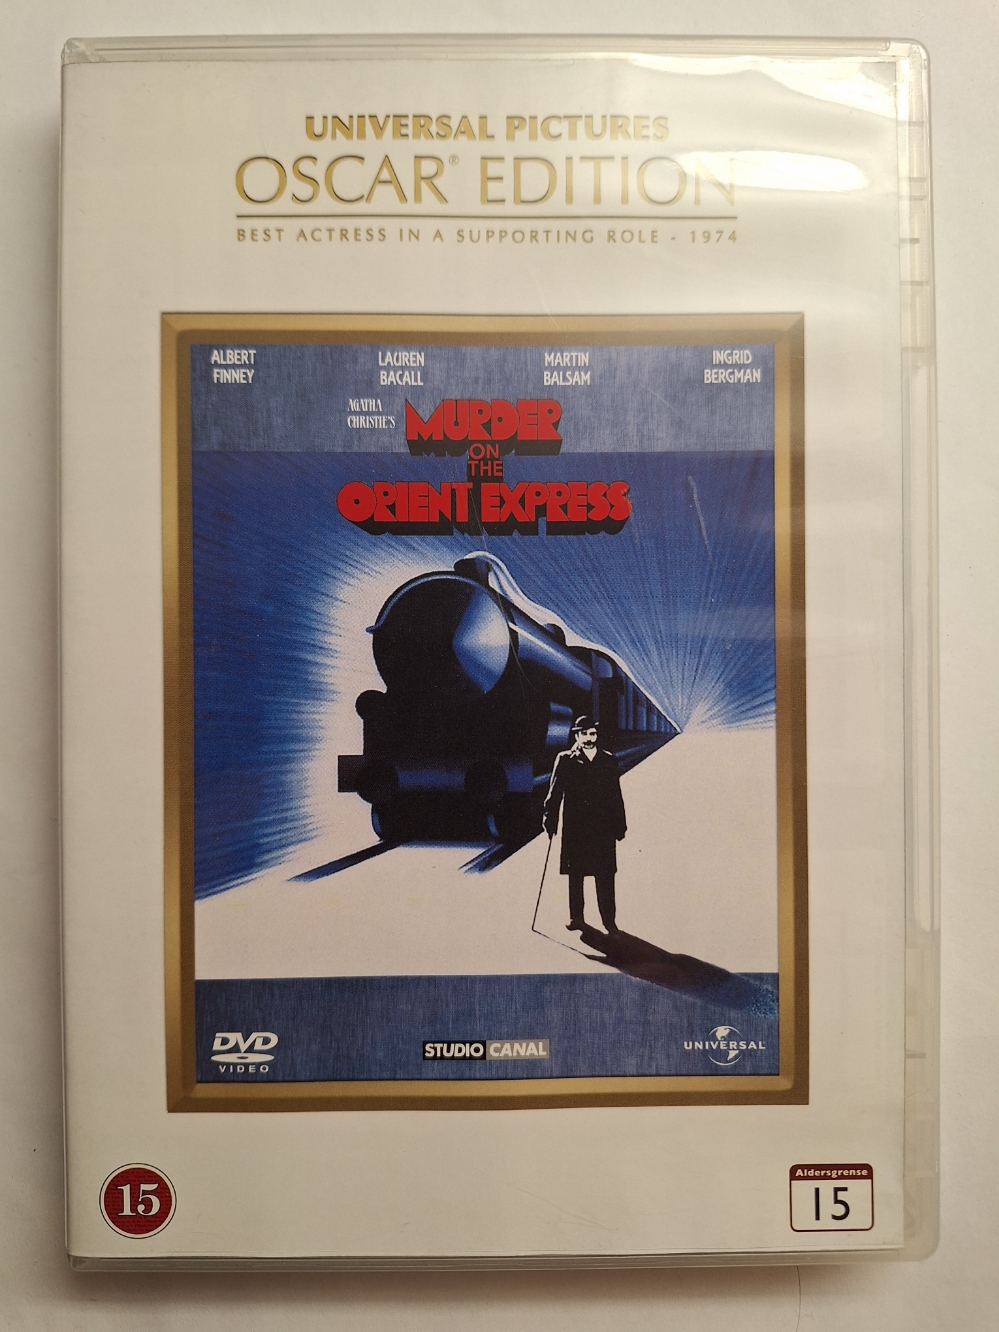 UNIVERSAL PICTURES
OSCAR® EDITION
BEST ACTRESS IN A SUPPORTING ROLE - 1974
ALBERT FINNEY
LAUREN BACALL
MARTIN BALSAM
INGRID BERGMAN
AGATHA CHRISTIE'S
MURDER
ON
THE
ORIENT EXPRESS
DVD
VIDEO
STUDIO CANAL
UNIVERSAL
15
Aldersgrense
15